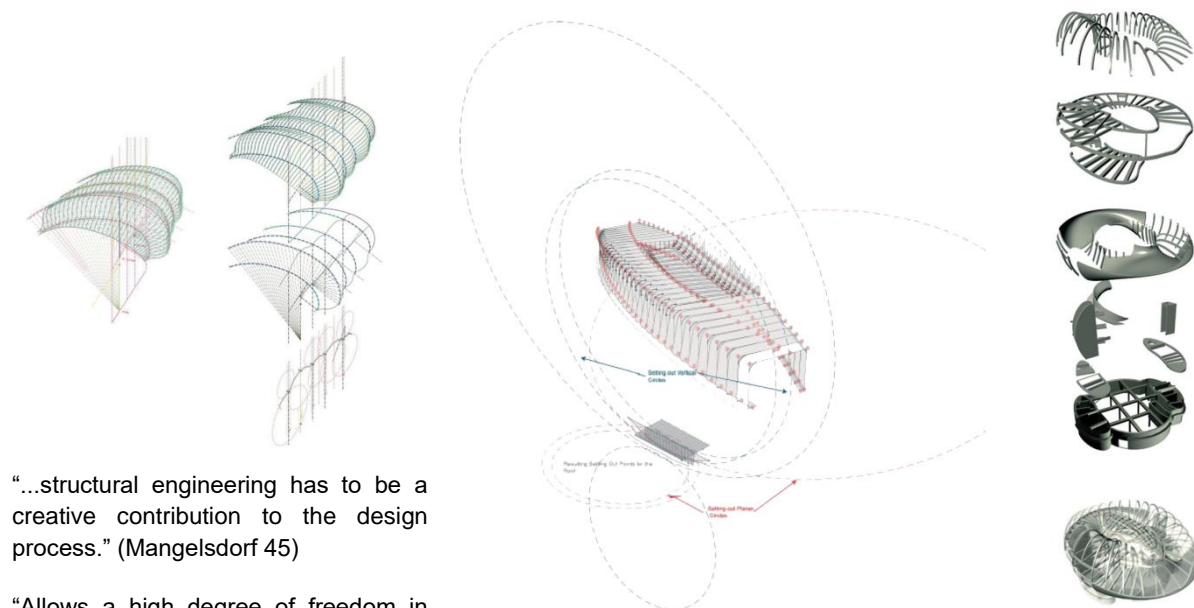 Setting out Vertical
Circles
Resulting Setting Out Points for the
Roof
Setting out Planar
Circles
“...structural engineering has to be a
creative contribution to the design
process.” (Mangelsdorf 45)
“Allows a high degree of freedom in